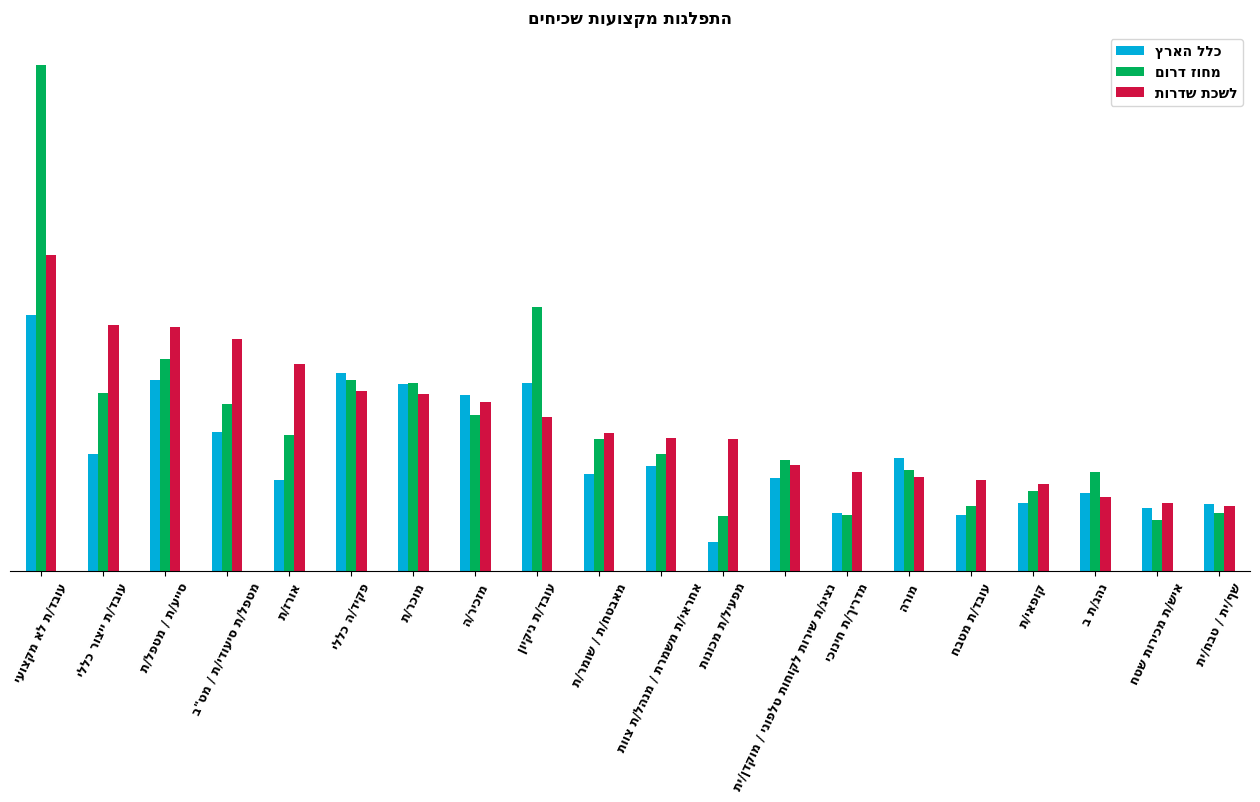 התפלגות מקצועות שכיחים
כלל הארץ
מחוז דרום
לשכת שדרות
עובד/ת לא מקצועי
עובד/ת ייצור כללי
סייע/ת / מטפל/ת
מטפל/ת סיעודי/ת / מט"ב
אורז/ת
פקיד/ה כללי
מוכר/ת
מזכיר/ה
עובד/ת ניקיון
מאבטח/ת / שומר/ת
אחראי/ת משמרת / מנהל/ת צוות
מפעיל/ת מכונות
נציג/ת שירות לקוחות טלפוני / מוקדן/ית
מדריך/ת חינוכי
מורה
עובד/ת מטבח
קופאי/ת
נהג/ת ב
איש/ת מכירות שטח
שף/ית / טבח/ית